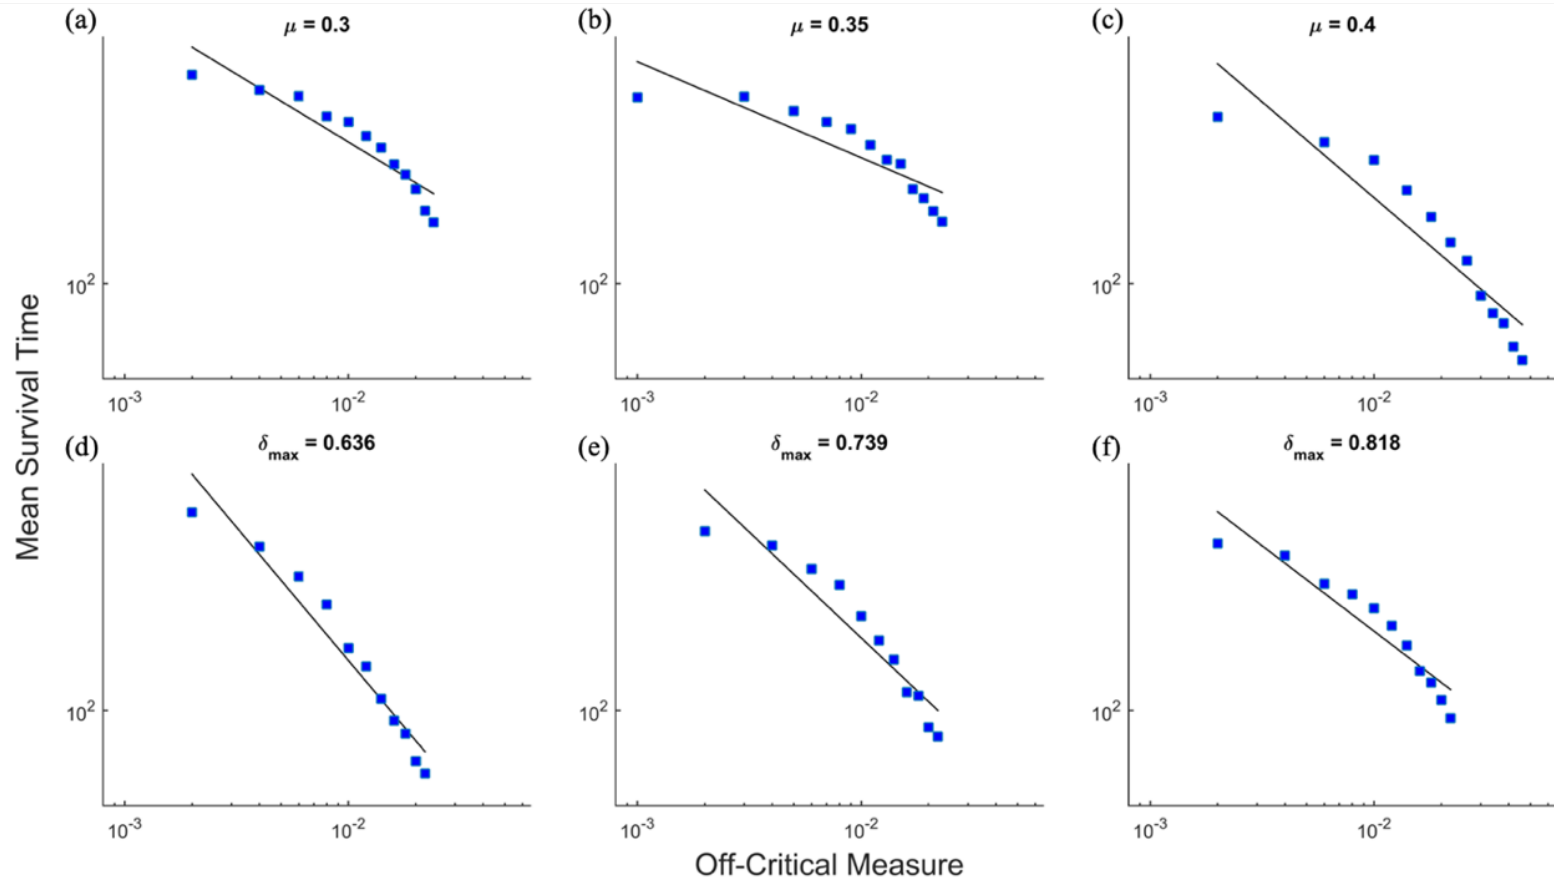 (a) μ = 0.3
(b) μ = 0.35
(c) μ = 0.4
10² 10² 10²
10⁻³ 10⁻² 10⁻³ 10⁻² 10⁻³ 10⁻²
Mean Survival Time
(d) δmax = 0.636
(e) δmax = 0.739
(f) δmax = 0.818
10² 10² 10²
10⁻³ 10⁻² 10⁻³ 10⁻² 10⁻³ 10⁻²
Off-Critical Measure